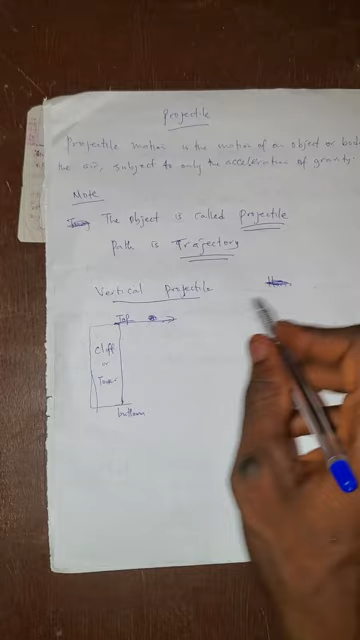 Projectile
Projectile motion is the motion of an object or body
the air, subject to only the acceleration of gravity.
Note
The object is called Projectile
path is Trajectory
Vertical projectile
Top
Cliff
or
Tower
buttom